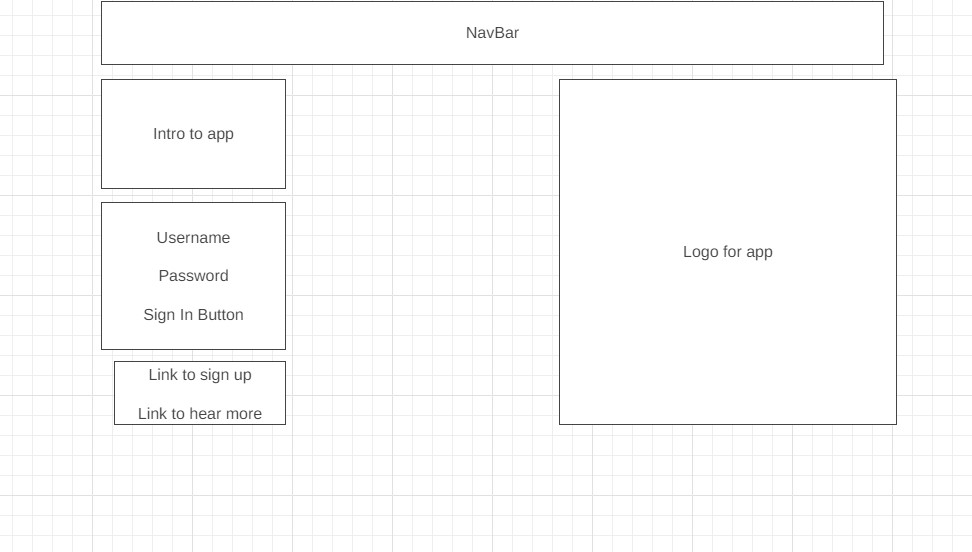 NavBar
Intro to app
Username
Password
Sign In Button
Link to sign up
Link to hear more
Logo for app